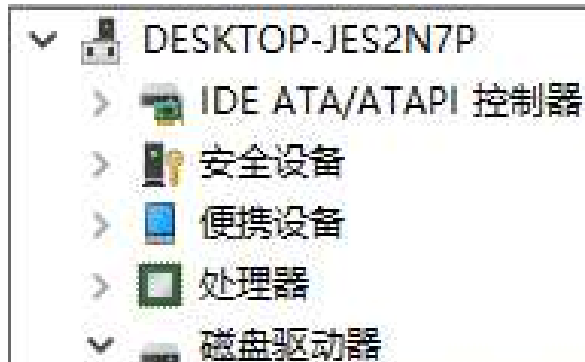 DESKTOP-JES2N7P
IDE ATA/ATAPI 控制器
安全设备
便携设备
处理器
磁盘驱动器